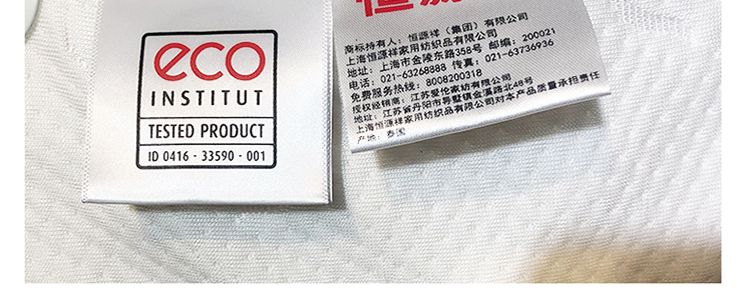 eco
INSTITUT
TESTED PRODUCT
ID 0416 - 33590 - 001
恒源
商标持有人：恒源祥（集团）有限公司
上海恒源祥家用纺织品有限公司
地址：上海市金陵东路358号 邮编：200021
电话：021-63268888 传真：021-63736936
免费服务热线：8008200318
授权经销商：江苏爱伦家纺有限公司
地址：江苏省丹阳市导墅镇金溪路北48号
上海恒源祥家用纺织品有限公司对本产品质量承担责任
产地：泰国